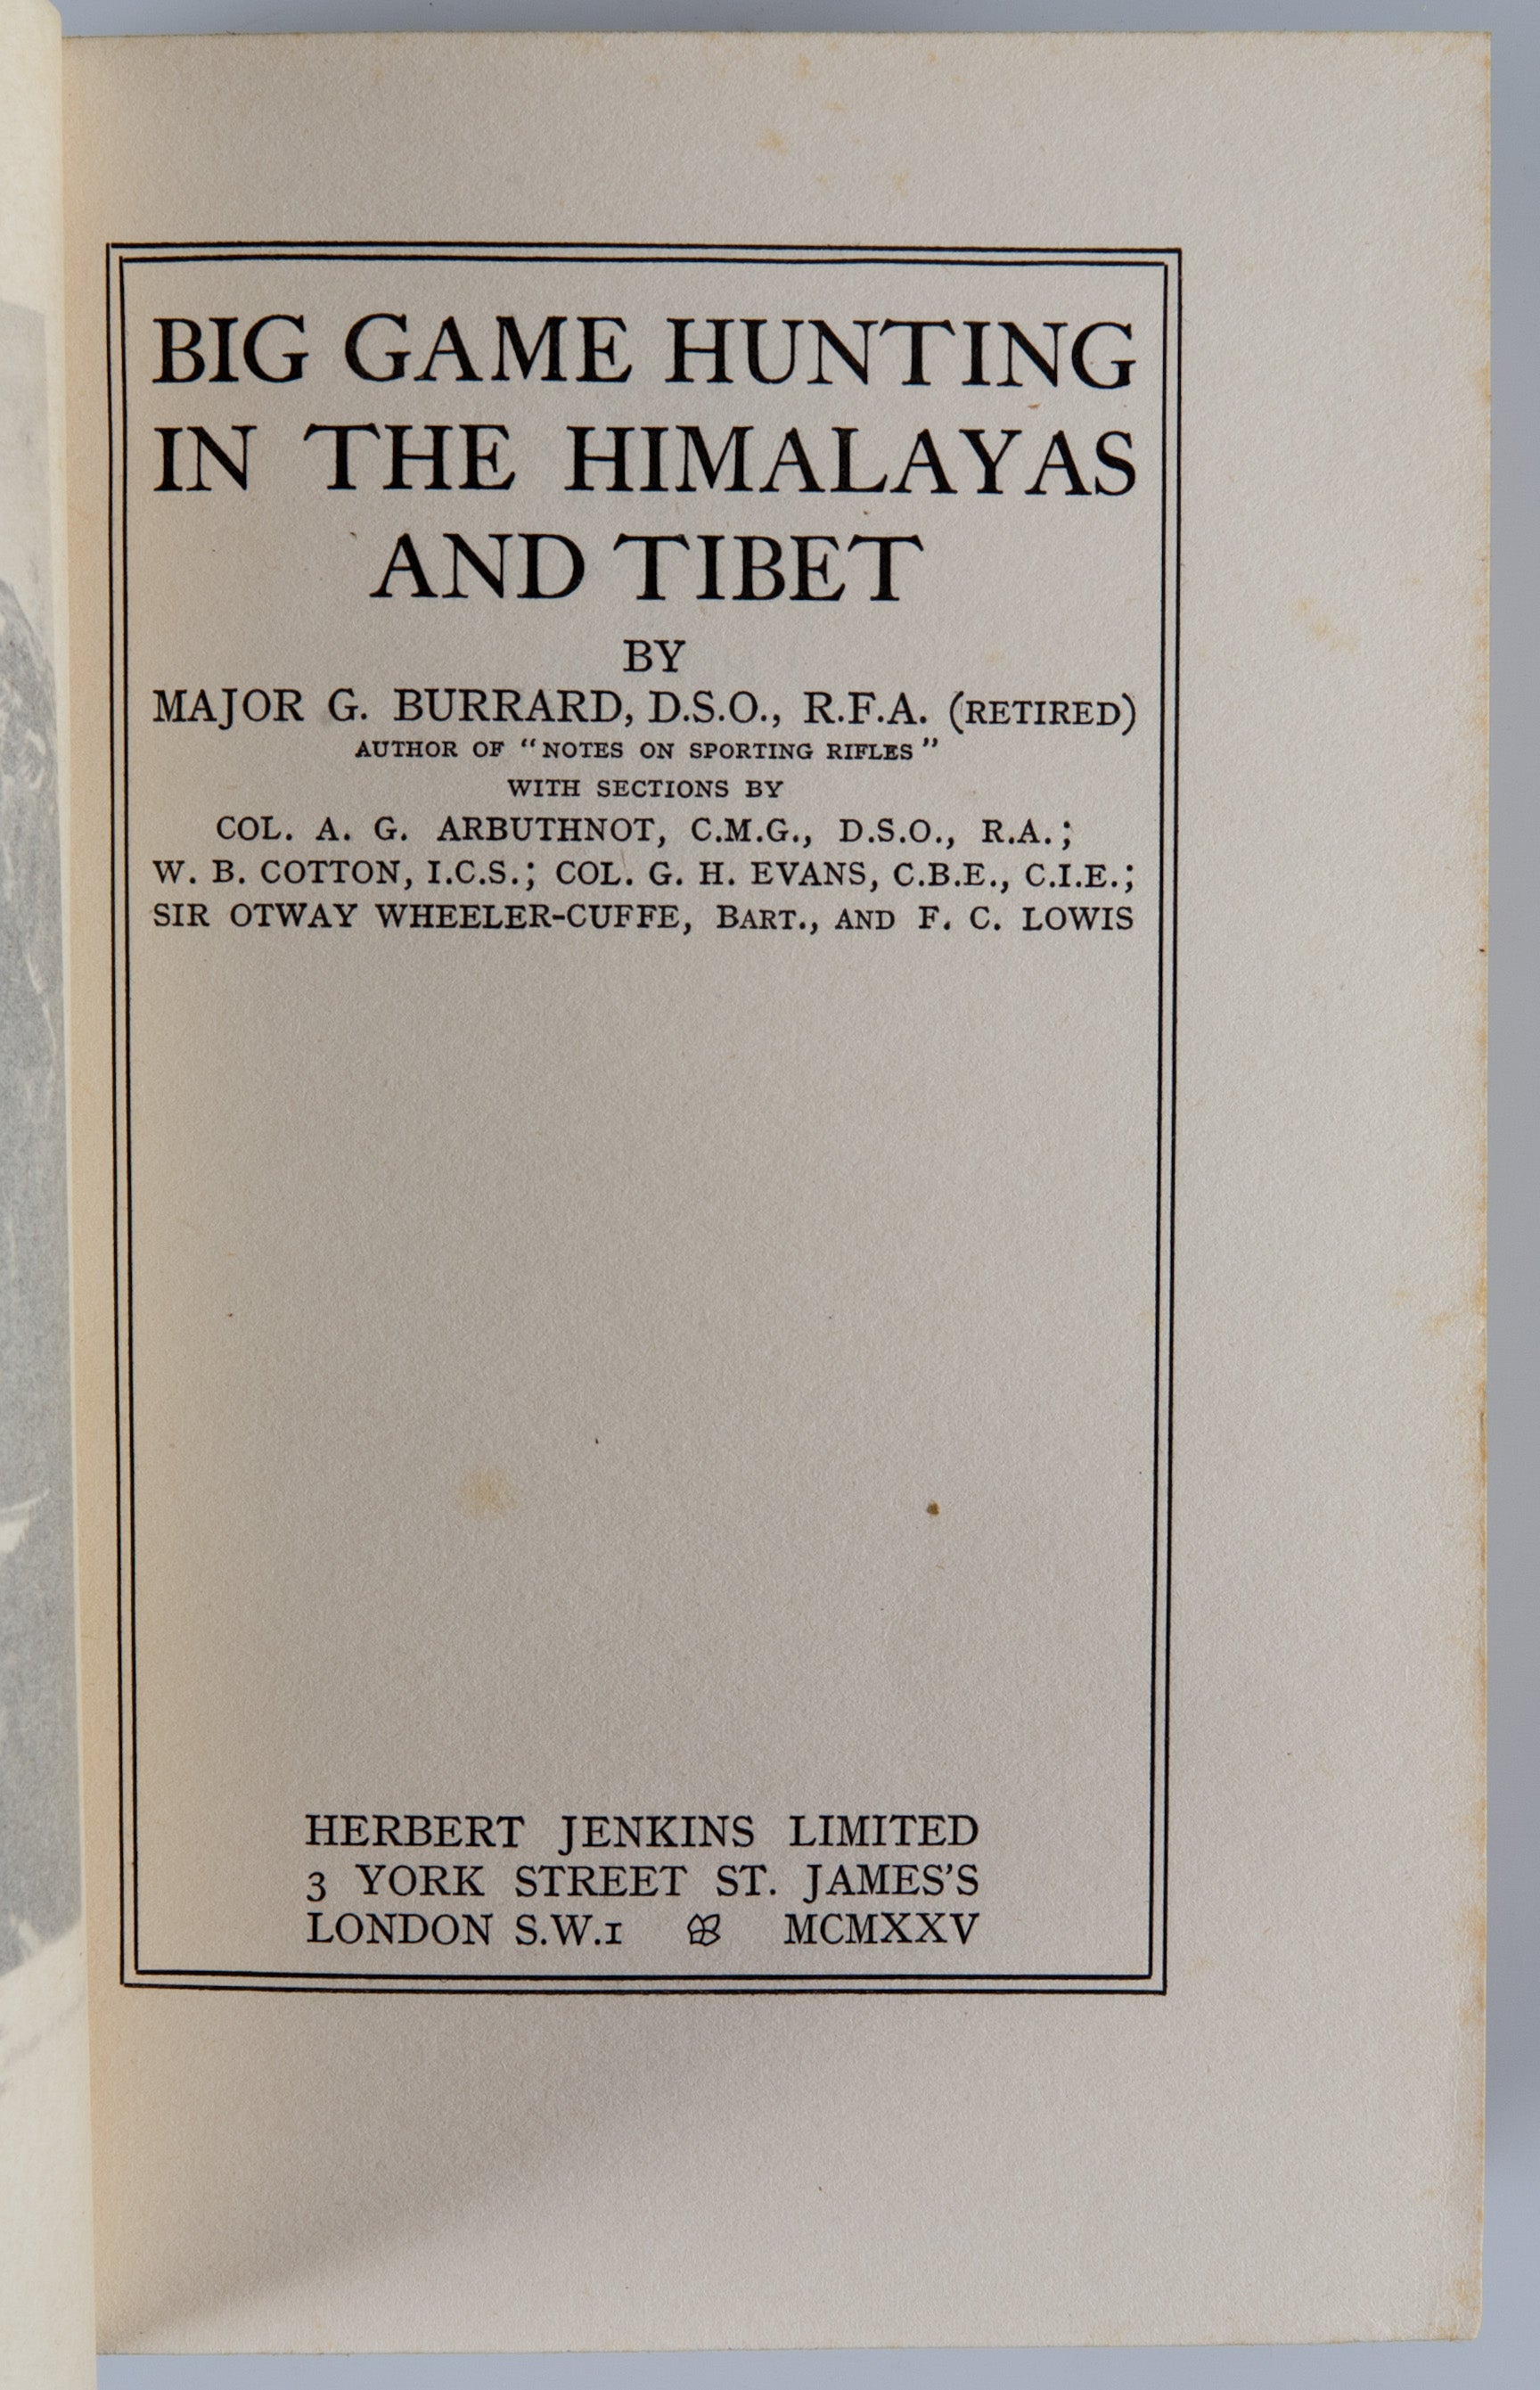 BIG GAME HUNTING
IN THE HIMALAYAS
AND TIBET
BY
MAJOR G. BURRARD, D.S.O., R.F.A. (RETIRED)
AUTHOR OF "NOTES ON SPORTING RIFLES"
WITH SECTIONS BY
COL. A. G. ARBUTHNOT, C.M.G., D.S.O., R.A.;
W. B. COTTON, I.C.S.; COL. G. H. EVANS, C.B.E., C.I.E.;
SIR OTWAY WHEELER-CUFFE, BART., AND F. C. LOWIS
HERBERT JENKINS LIMITED
3 YORK STREET ST. JAMES'S
LONDON S.W.1 MCMXXV